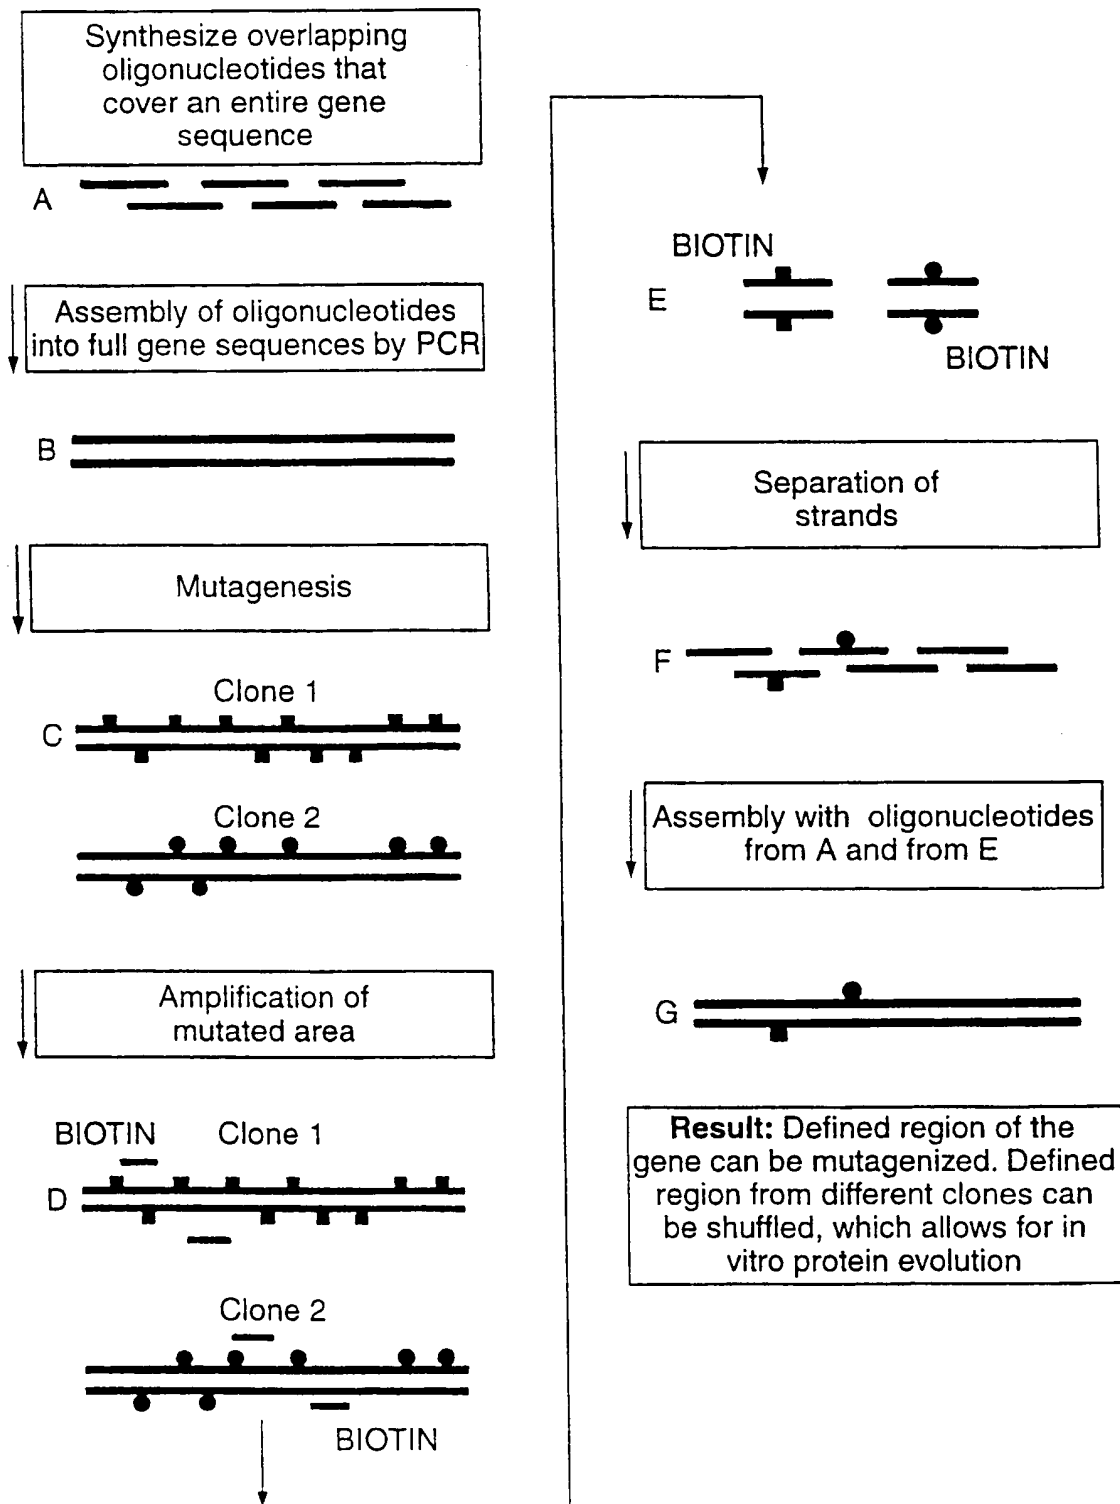 Synthesize overlapping
oligonucleotides that
cover an entire gene
sequence
A
Assembly of oligonucleotides
into full gene sequences by PCR
B
Mutagenesis
Clone 1
C
Clone 2
Amplification of
mutated area
BIOTIN Clone 1
D
Clone 2
BIOTIN
BIOTIN
E
BIOTIN
Separation of
strands
F
Assembly with oligonucleotides
from A and from E
G
Result: Defined region of the
gene can be mutagenized. Defined
region from different clones can
be shuffled, which allows for in
vitro protein evolution